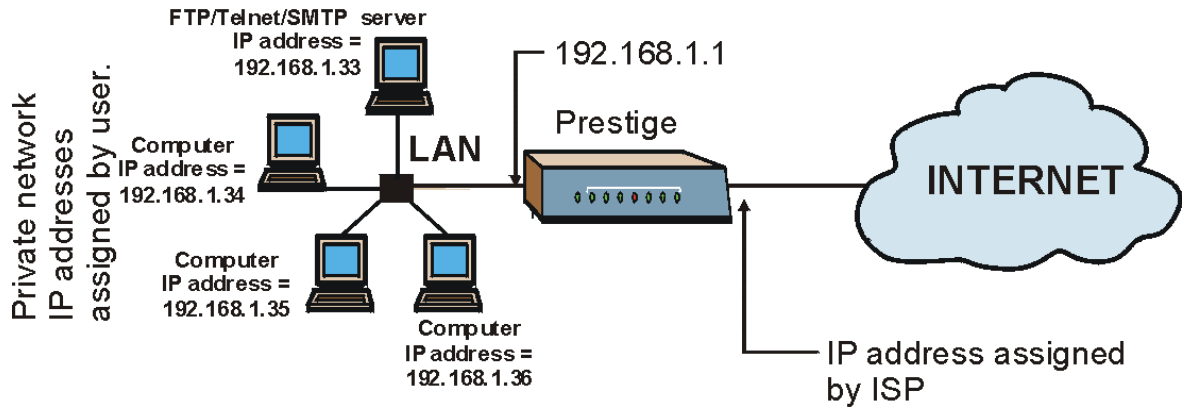 FTP/Telnet/SMTP server
IP address =
192.168.1.33
192.168.1.1
Private network
IP addresses
assigned by user.
Computer
IP address =
192.168.1.34
LAN
Prestige
INTERNET
Computer
IP address =
192.168.1.35
Computer
IP address =
192.168.1.36
IP address assigned
by ISP